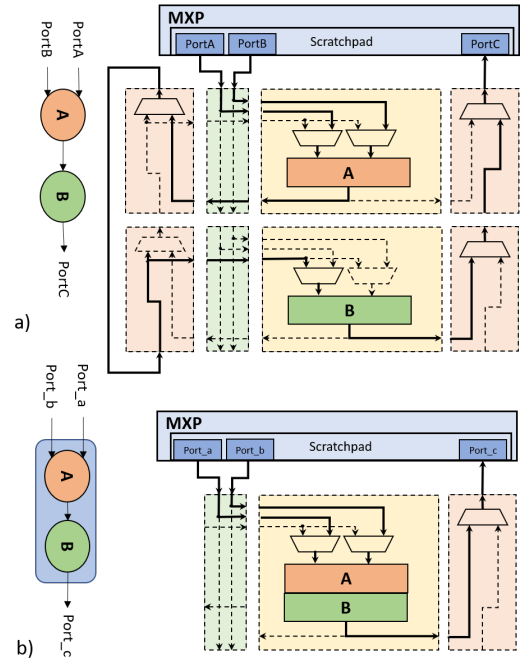 PortB
PortA
A
B
PortC
a)
MXP
PortA
PortB
Scratchpad
PortC
A
B
Port_b
Port_a
A
B
Port_c
b)
MXP
Port_a
Port_b
Scratchpad
Port_c
A
B